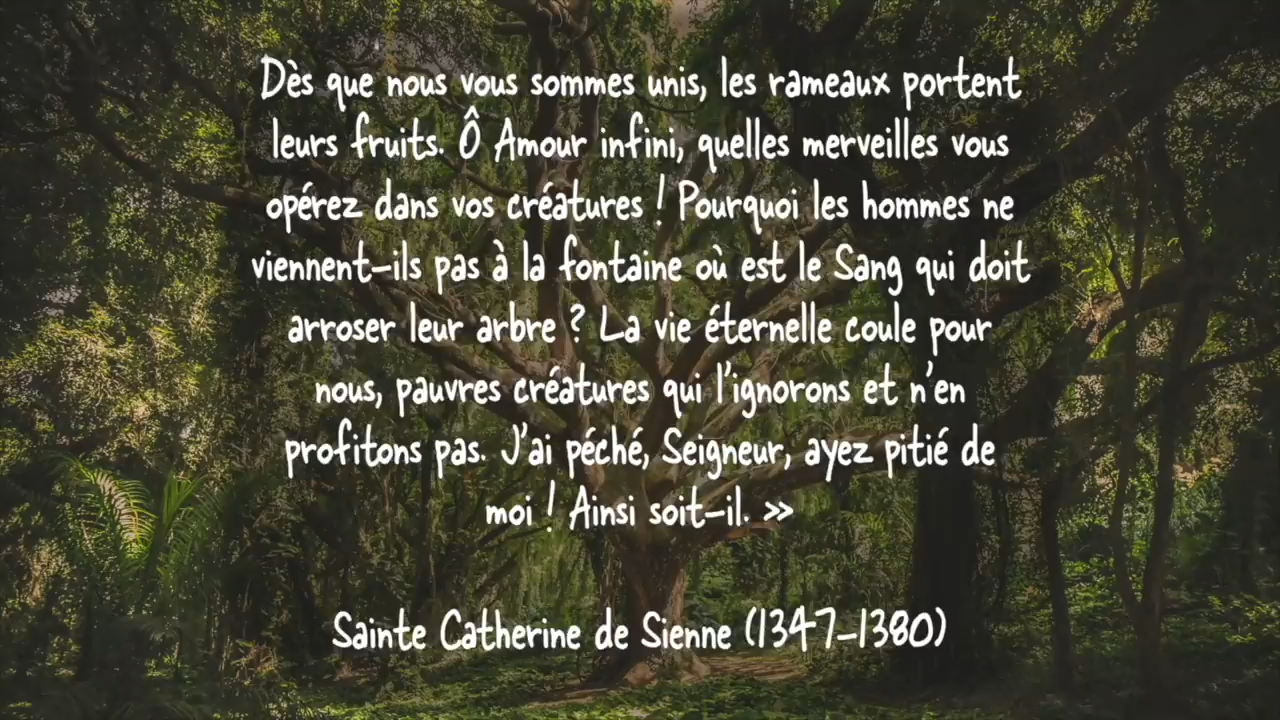 Dès que nous vous sommes unis, les rameaux portent
leurs fruits. Ô Amour infini, quelles merveilles vous
opérez dans vos créatures ! Pourquoi les hommes ne
viennent-ils pas à la fontaine où est le Sang qui doit
arroser leur arbre ? La vie éternelle coule pour
nous, pauvres créatures qui l'ignorons et n'en
profitons pas. J'ai péché, Seigneur, ayez pitié de
moi ! Ainsi soit-il. »
Sainte Catherine de Sienne (1347-1380)